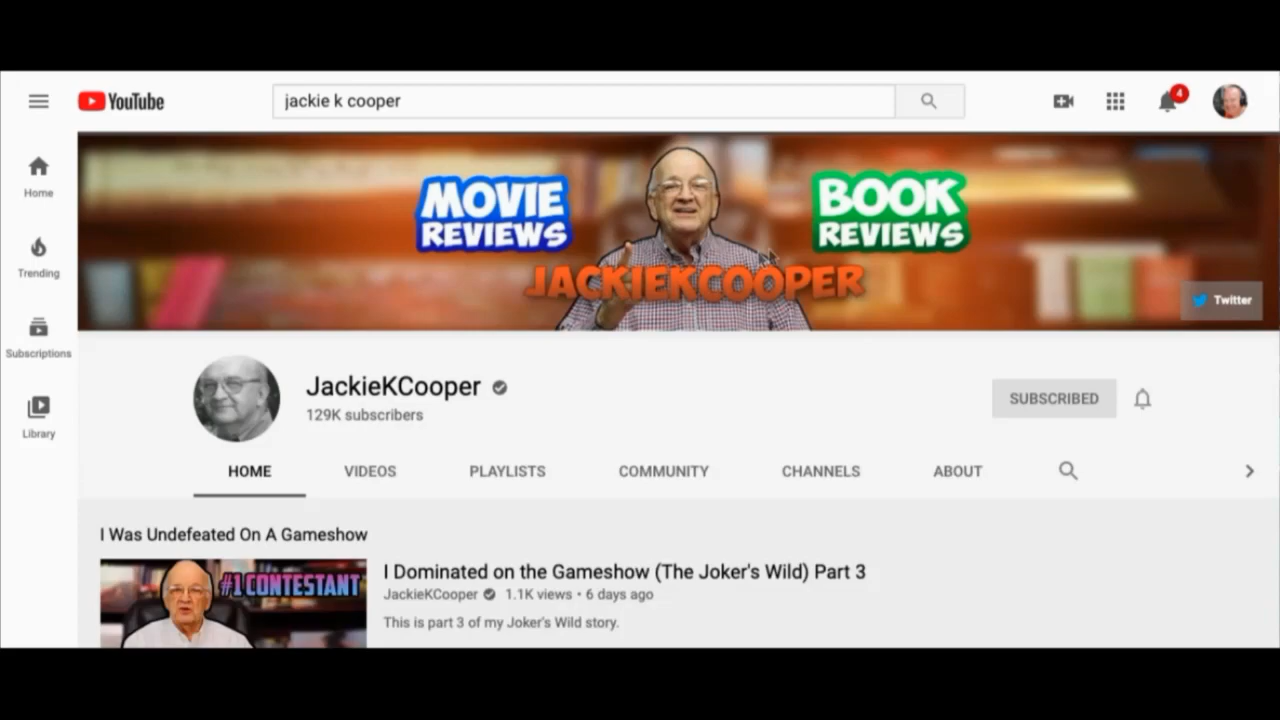 YouTube
jackie k cooper
4
Home
Trending
Subscriptions
Library
MOVIE
REVIEWS
BOOK
REVIEWS
JACKIEKCOOPER
Twitter
JackieKCooper
129K subscribers
SUBSCRIBED
HOME VIDEOS PLAYLISTS COMMUNITY CHANNELS ABOUT
I Was Undefeated On A Gameshow
#1 CONTESTANT
I Dominated on the Gameshow (The Joker's Wild) Part 3
JackieKCooper 1.1K views • 6 days ago
This is part 3 of my Joker's Wild story.